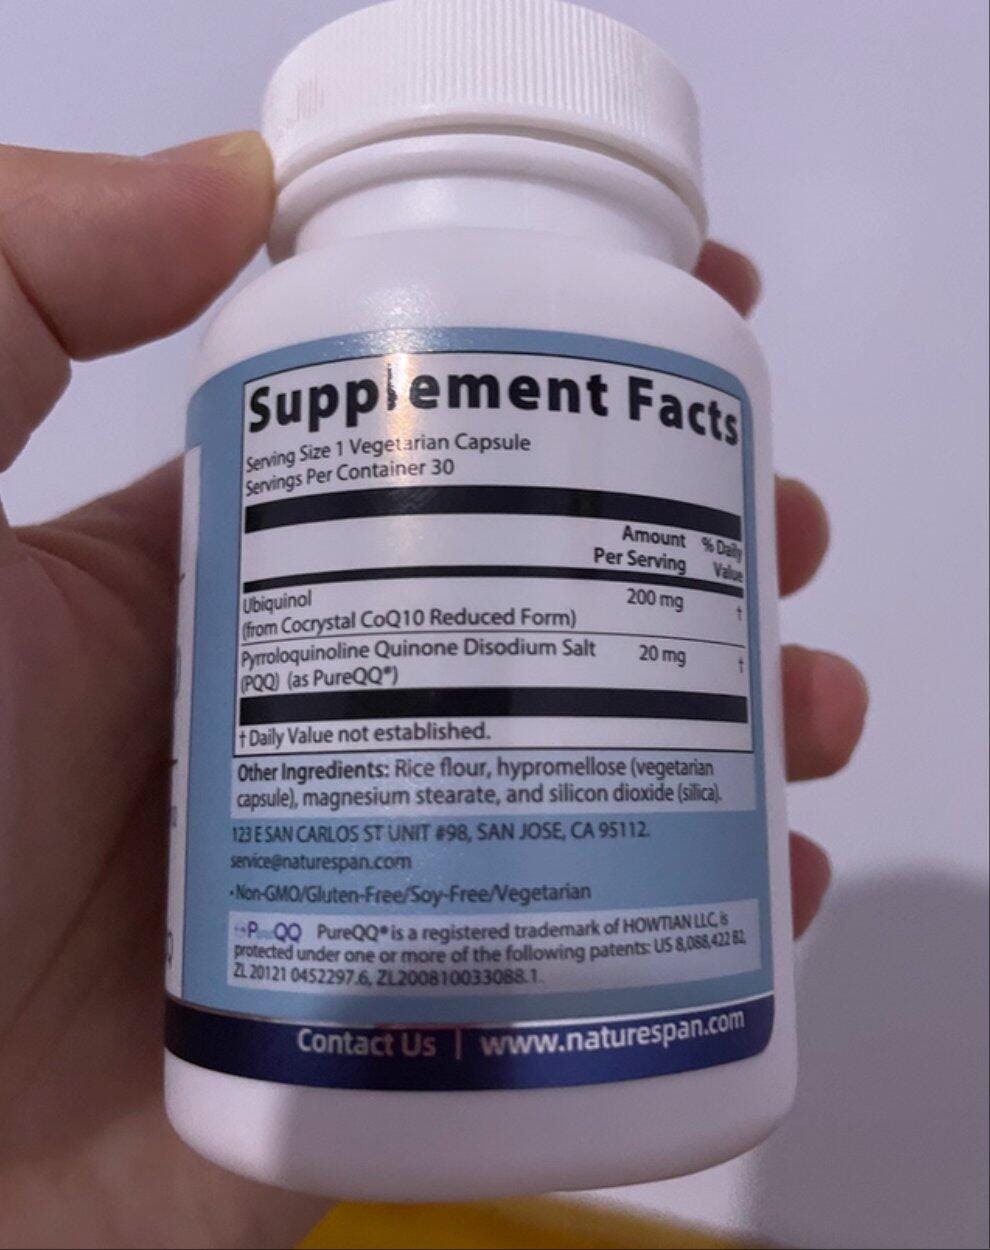 Supplement Facts
Serving Size 1 Vegetarian Capsule
Servings Per Container 30
Amount Per Serving
% Daily Value
Ubiquinol
(from Cocrystal CoQ10 Reduced Form)
200 mg
†
Pyrroloquinoline Quinone Disodium Salt
(PQQ) (as PureQQ®)
20 mg
†
† Daily Value not established.
Other Ingredients: Rice flour, hypromellose (vegetarian
capsule), magnesium stearate, and silicon dioxide (silica).
123 E SAN CARLOS ST UNIT #98, SAN JOSE, CA 95112.
service@naturespan.com
•Non-GMO/Gluten-Free/Soy-Free/Vegetarian
PureQQ® is a registered trademark of HOWTIAN LLC, is
protected under one or more of the following patents: US 8,088,422 B2,
ZL 20121 0452297.6, ZL200810033088.1.
Contact Us | www.naturespan.com